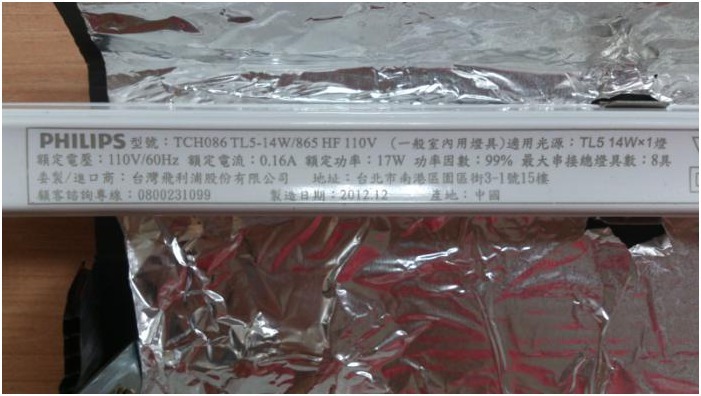 PHILIPS 型號：TCH086 TL5-14W/865 HF 110V （一般室內用燈具）適用光源：TL5 14W×1燈
額定電壓：110V/60Hz 額定電流：0.16A 額定功率：17W 功率因數：99% 最大串接總燈具數：8具
委製/進口商：台灣飛利浦股份有限公司 地址：台北市南港區園區街3-1號15樓
顧客諮詢專線：0800231099 製造日期：2012.12 產地：中國